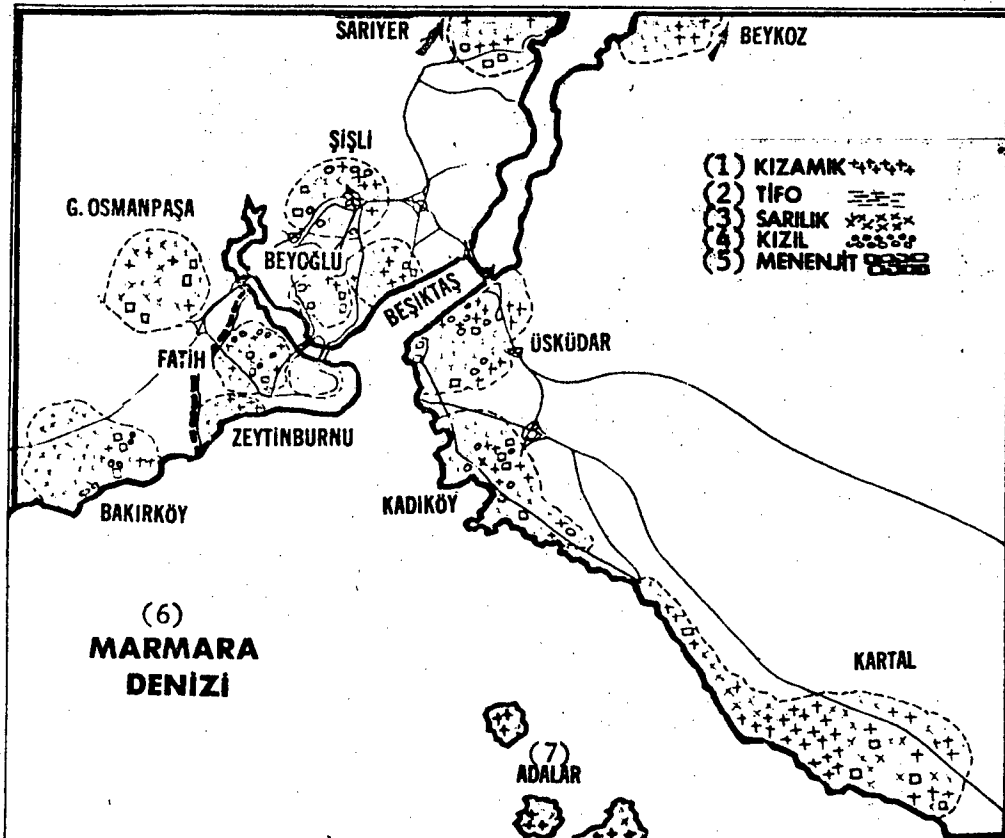 SARIYER
BEYKOZ
ŞİŞLİ
(1) KIZAMIK
(2) TİFO
(3) SARILIK
(4) KIZIL
(5) MENENJİT
G. OSMANPAŞA
BEYOĞLU
BEŞİKTAŞ
ÜSKÜDAR
FATİH
ZEYTİNBURNU
KADIKÖY
BAKIRKÖY
(6)
MARMARA
DENİZİ
KARTAL
(7)
ADALAR